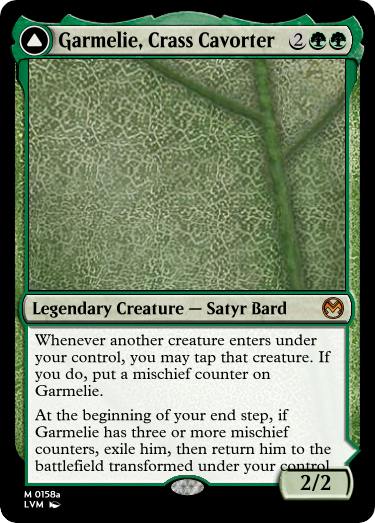 Garmelie, Crass Cavorter 2
Legendary Creature — Satyr Bard
Whenever another creature enters under
your control, you may tap that creature. If
you do, put a mischief counter on
Garmelie.
At the beginning of your end step, if
Garmelie has three or more mischief
counters, exile him, then return him to the
battlefield transformed under your control.
2/2
M 0158a
LVM